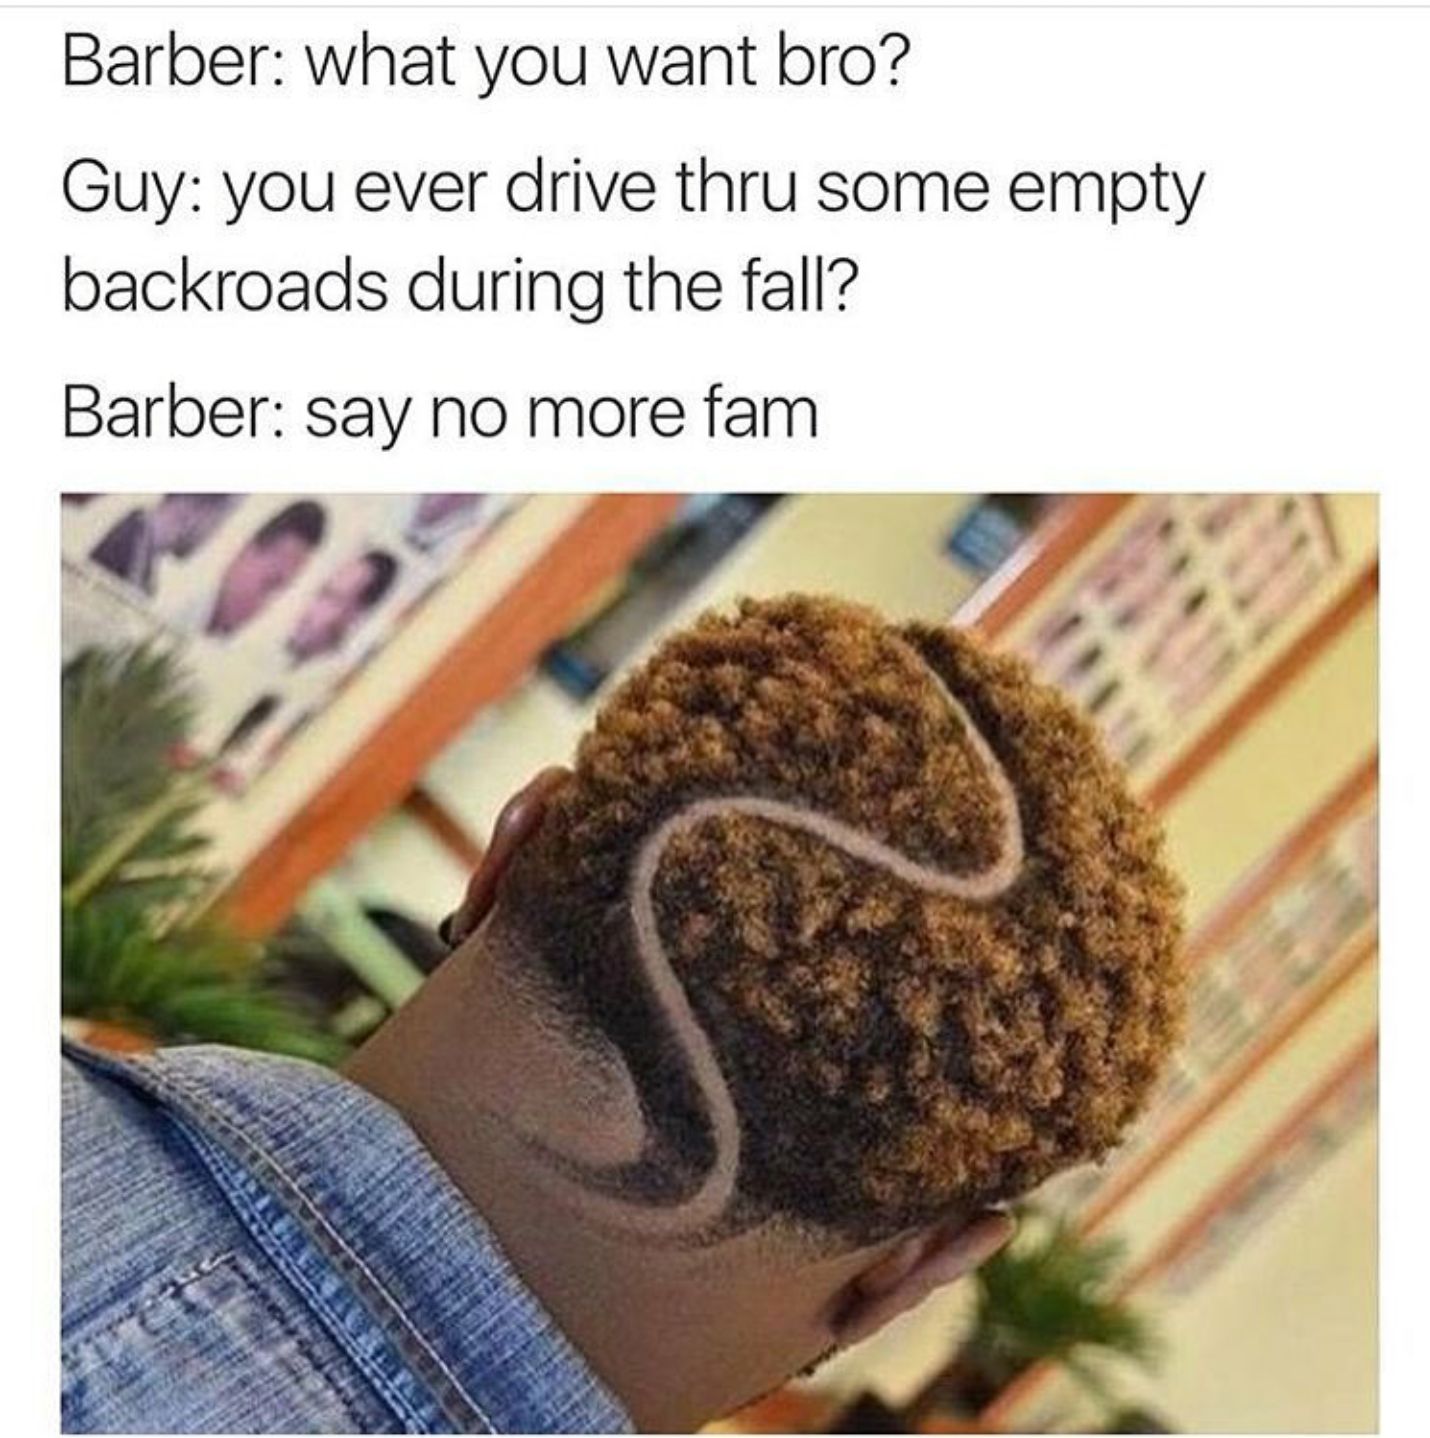 Barber: what you want bro?
Guy: you ever drive thru some empty
backroads during the fall?
Barber: say no more fam